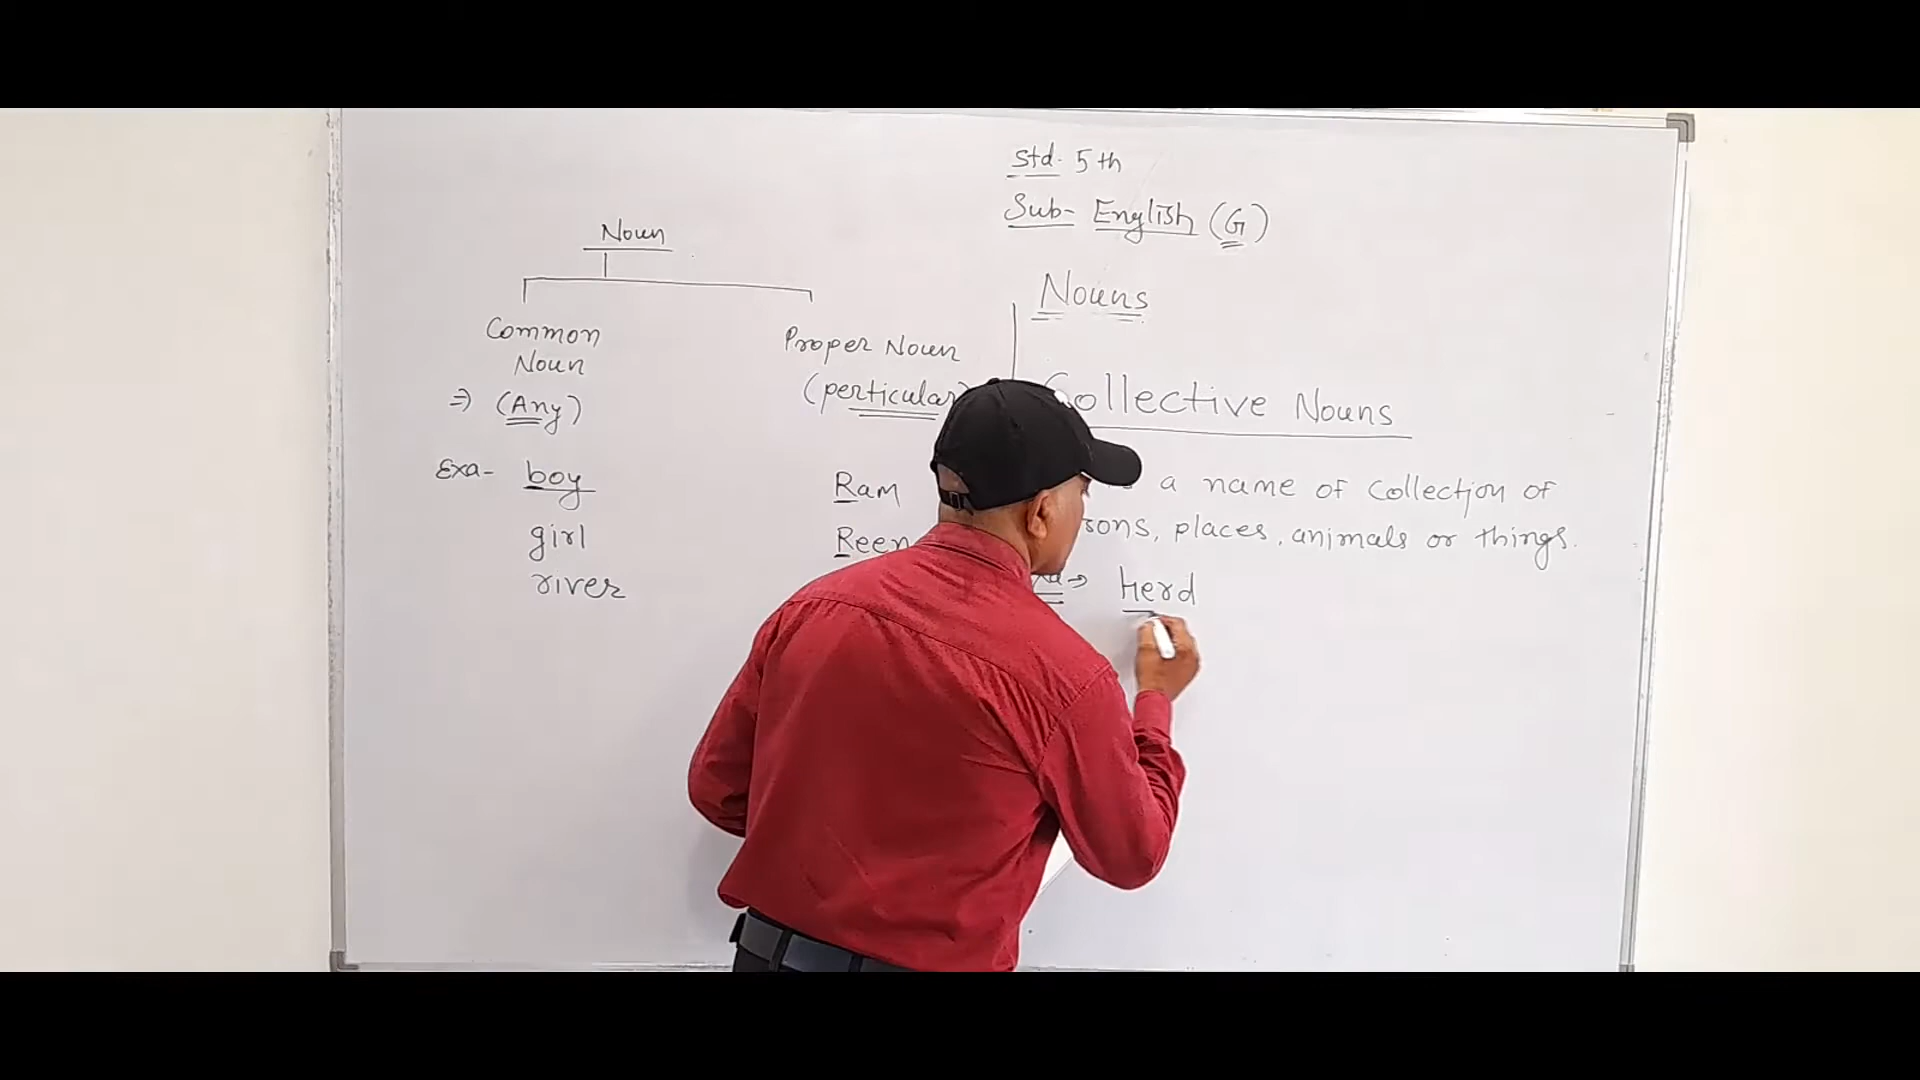 Std- 5th
Sub- English (G)
Noun
Common
Noun
=> (Any)
Exa- boy
girl
river
Proper Noun
(perticular)
Ram
Nouns
Collective Nouns
a name of collection of
places, animals or things.
→ Herd